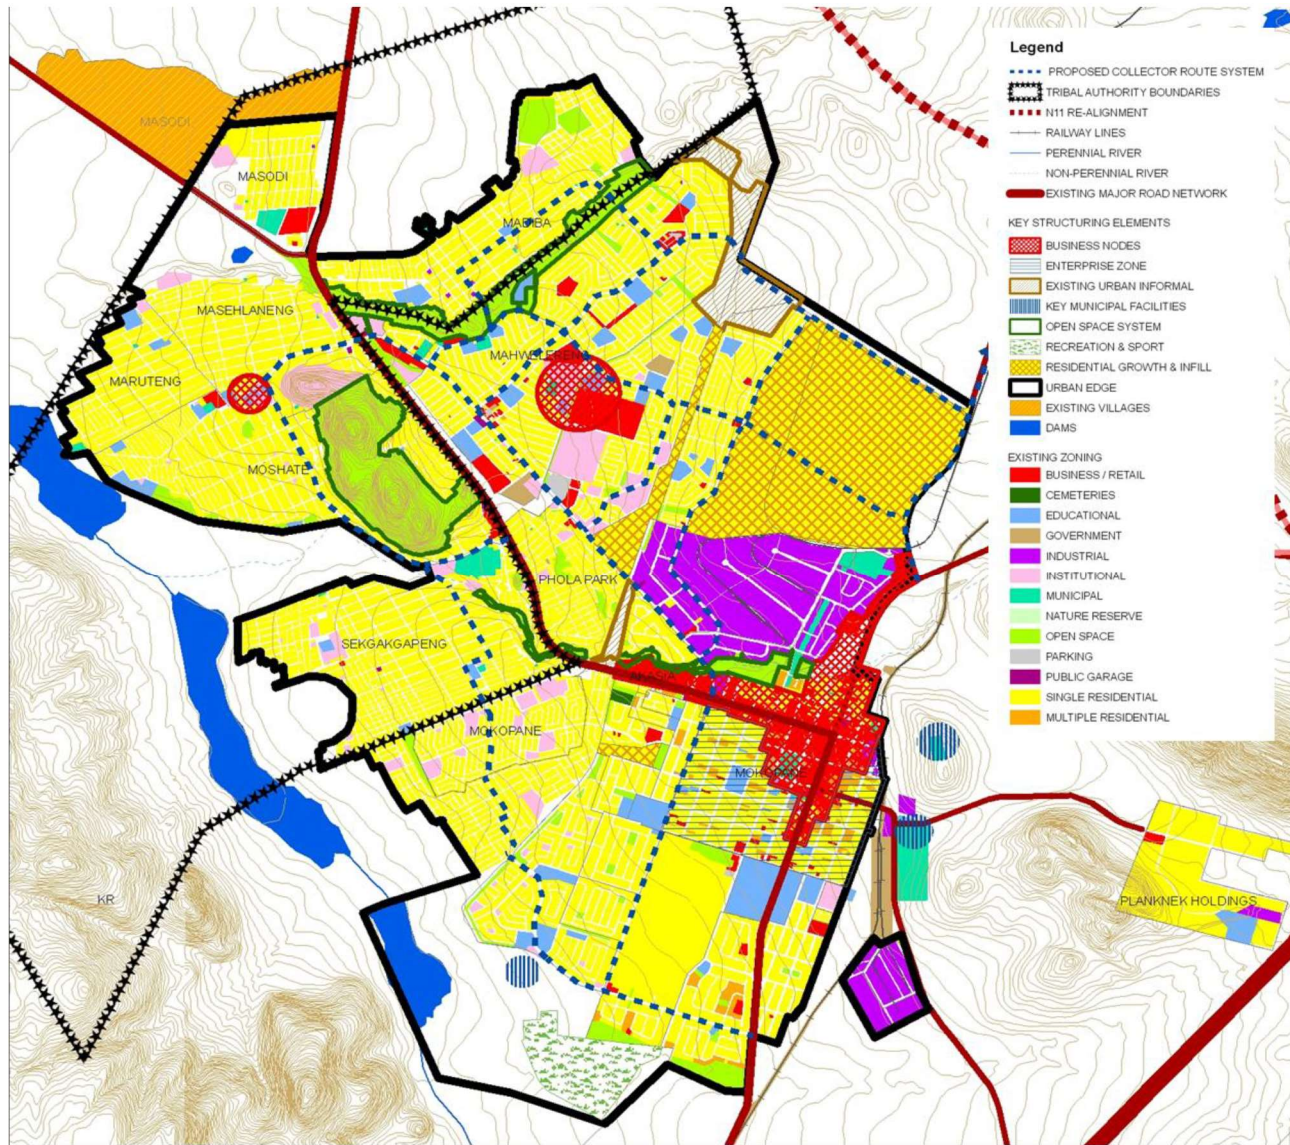 Legend
PROPOSED COLLECTOR ROUTE SYSTEM
TRIBAL AUTHORITY BOUNDARIES
N11 RE-ALIGNMENT
RAILWAY LINES
PERENNIAL RIVER
NON-PERENNIAL RIVER
EXISTING MAJOR ROAD NETWORK
KEY STRUCTURING ELEMENTS
BUSINESS NODES
ENTERPRISE ZONE
EXISTING URBAN INFORMAL
KEY MUNICIPAL FACILITIES
OPEN SPACE SYSTEM
RECREATION & SPORT
RESIDENTIAL GROWTH & INFILL
URBAN EDGE
EXISTING VILLAGES
DAMS
EXISTING ZONING
BUSINESS / RETAIL
CEMETERIES
EDUCATIONAL
GOVERNMENT
INDUSTRIAL
INSTITUTIONAL
MUNICIPAL
NATURE RESERVE
OPEN SPACE
PARKING
PUBLIC GARAGE
SINGLE RESIDENTIAL
MULTIPLE RESIDENTIAL
MASODI
MASODI
MADIBA
MASEHLANENG
MAHWELERENG
MARUTENG
MOSHATE
PHOLA PARK
SEKGAKGAPENG
MOKOPANE
MOKOPANE
KR
PLANKNEK HOLDINGS